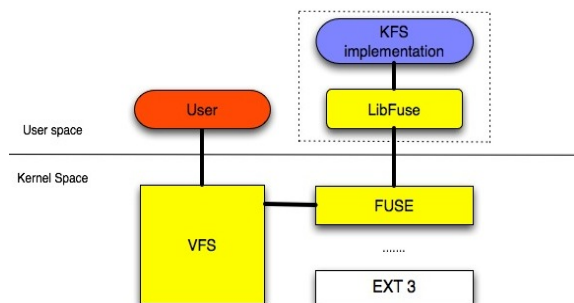 KFS
implementation
User
LibFuse
User space
Kernel Space
FUSE
VFS
.......
EXT 3